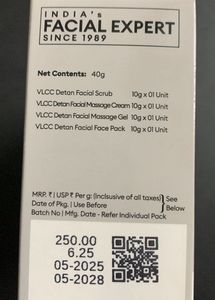 INDIA's
FACIAL EXPERT
SINCE 1989
Net Contents: 40g
VLCC Detan Facial Scrub 10g x 01 Unit
VLCC Detan Facial Massage Cream 10g x 01 Unit
VLCC Detan Facial Massage Gel 10g x 01 Unit
VLCC Detan Facial Face Pack 10g x 01 Unit
MRP. ₹ | USP ₹ Per g: (Inclusive of all taxes)
Date of Pkg. | Use Before
See Below
Batch No | Mfg. Date - Refer Individual Pack
250.00
6.25
05-2025
05-2028